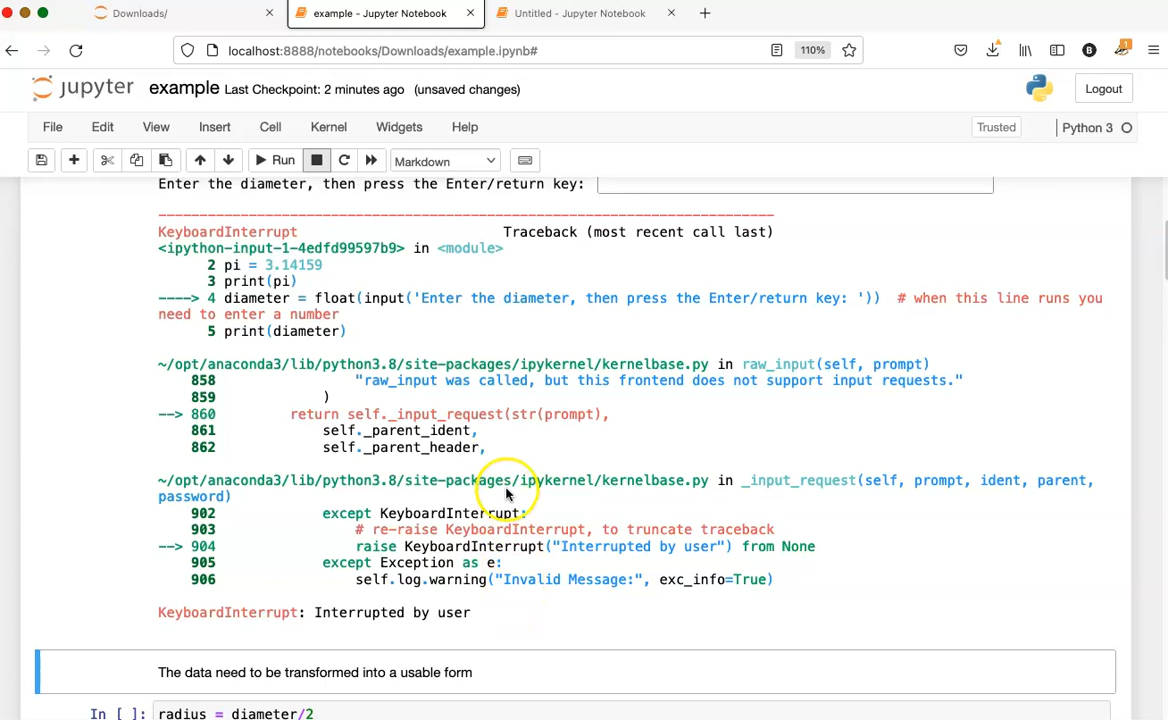 Downloads/
example - Jupyter Notebook
Untitled - Jupyter Notebook
localhost:8888/notebooks/Downloads/example.ipynb#
110%
B
1
jupyter example Last Checkpoint: 2 minutes ago (unsaved changes)
Logout
File Edit View Insert Cell Kernel Widgets Help
Trusted
Python 3
Run
Markdown
Enter the diameter, then press the Enter/return key:
---------------------------------------------------------------------------
KeyboardInterrupt Traceback (most recent call last)
<ipython-input-1-4edfd99597b9> in <module>
2 pi = 3.14159
3 print(pi)
----> 4 diameter = float(input('Enter the diameter, then press the Enter/return key: ')) # when this line runs you
need to enter a number
5 print(diameter)
~/opt/anaconda3/lib/python3.8/site-packages/ipykernel/kernelbase.py in raw_input(self, prompt)
858 "raw_input was called, but this frontend does not support input requests."
859 )
--> 860 return self._input_request(str(prompt),
861 self._parent_ident,
862 self._parent_header,
~/opt/anaconda3/lib/python3.8/site-packages/ipykernel/kernelbase.py in _input_request(self, prompt, ident, parent,
password)
902 except KeyboardInterrupt:
903 # re-raise KeyboardInterrupt, to truncate traceback
--> 904 raise KeyboardInterrupt("Interrupted by user") from None
905 except Exception as e:
906 self.log.warning("Invalid Message:", exc_info=True)
KeyboardInterrupt: Interrupted by user
The data need to be transformed into a usable form
In [ ]: radius = diameter/2